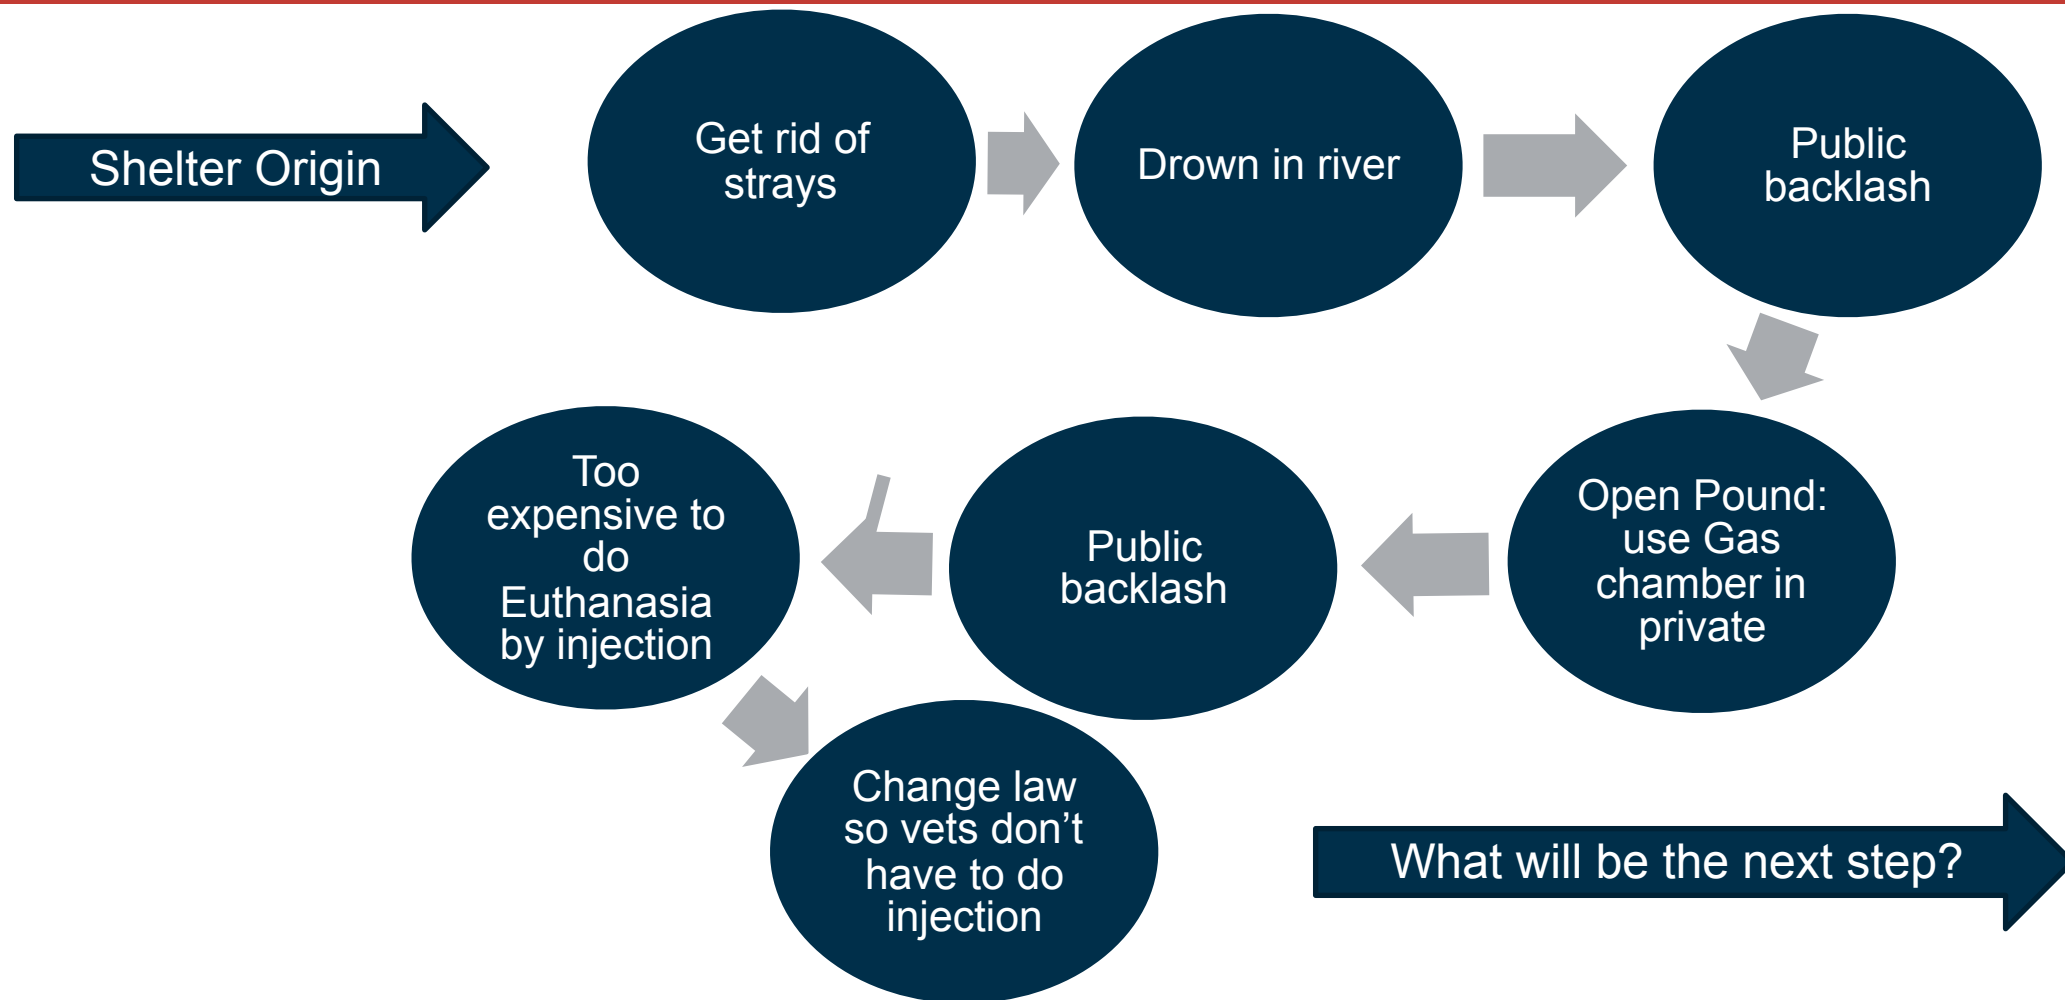 Shelter Origin
Get rid of
strays
Drown in river
Public
backlash
Open Pound:
use Gas
chamber in
private
Public
backlash
Too
expensive to
do
Euthanasia
by injection
Change law
so vets don’t
have to do
injection
What will be the next step?